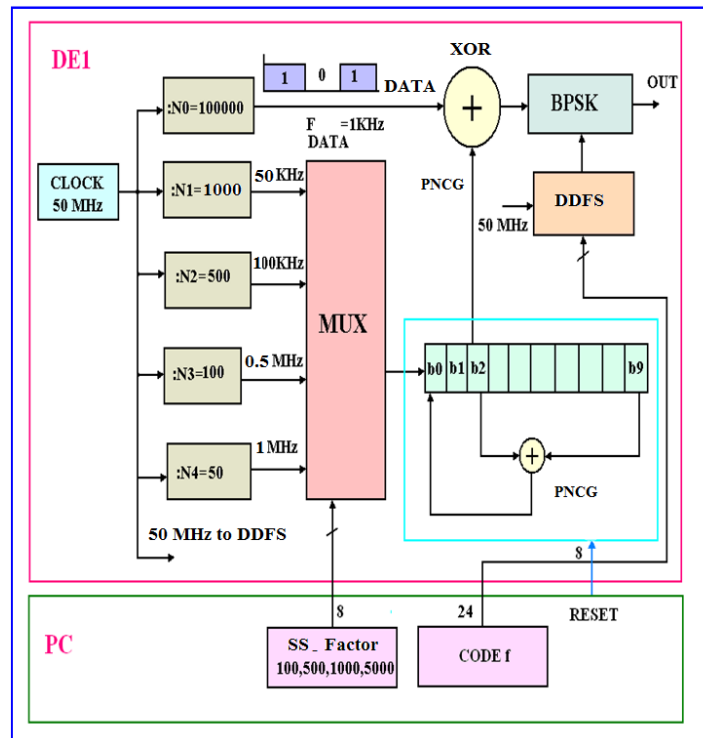 DE1
:N0=100000
1 0 1
DATA
F =1KHz
DATA
XOR
+
BPSK
OUT
CLOCK
50 MHz
:N1=1000
50 KHz
PNCG
DDFS
50 MHz
:N2=500
100KHz
MUX
:N3=100
0.5 MHz
b0 b1 b2 b9
:N4=50
1 MHz
+
PNCG
50 MHz to DDFS
8
PC
8
24
RESET
SS_ Factor
100,500,1000,5000
CODE f